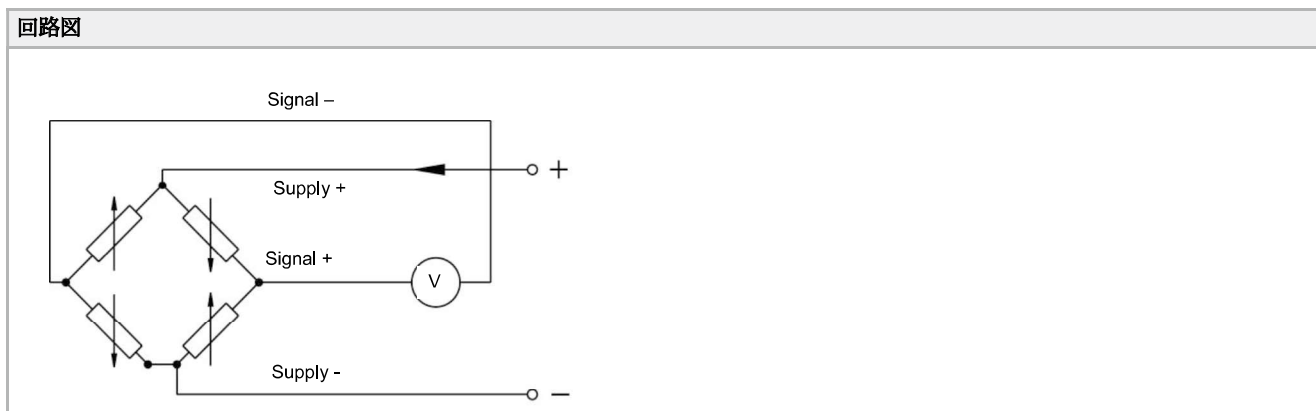 回路図
Signal –
+
Supply +
Signal +
V
Supply -
–